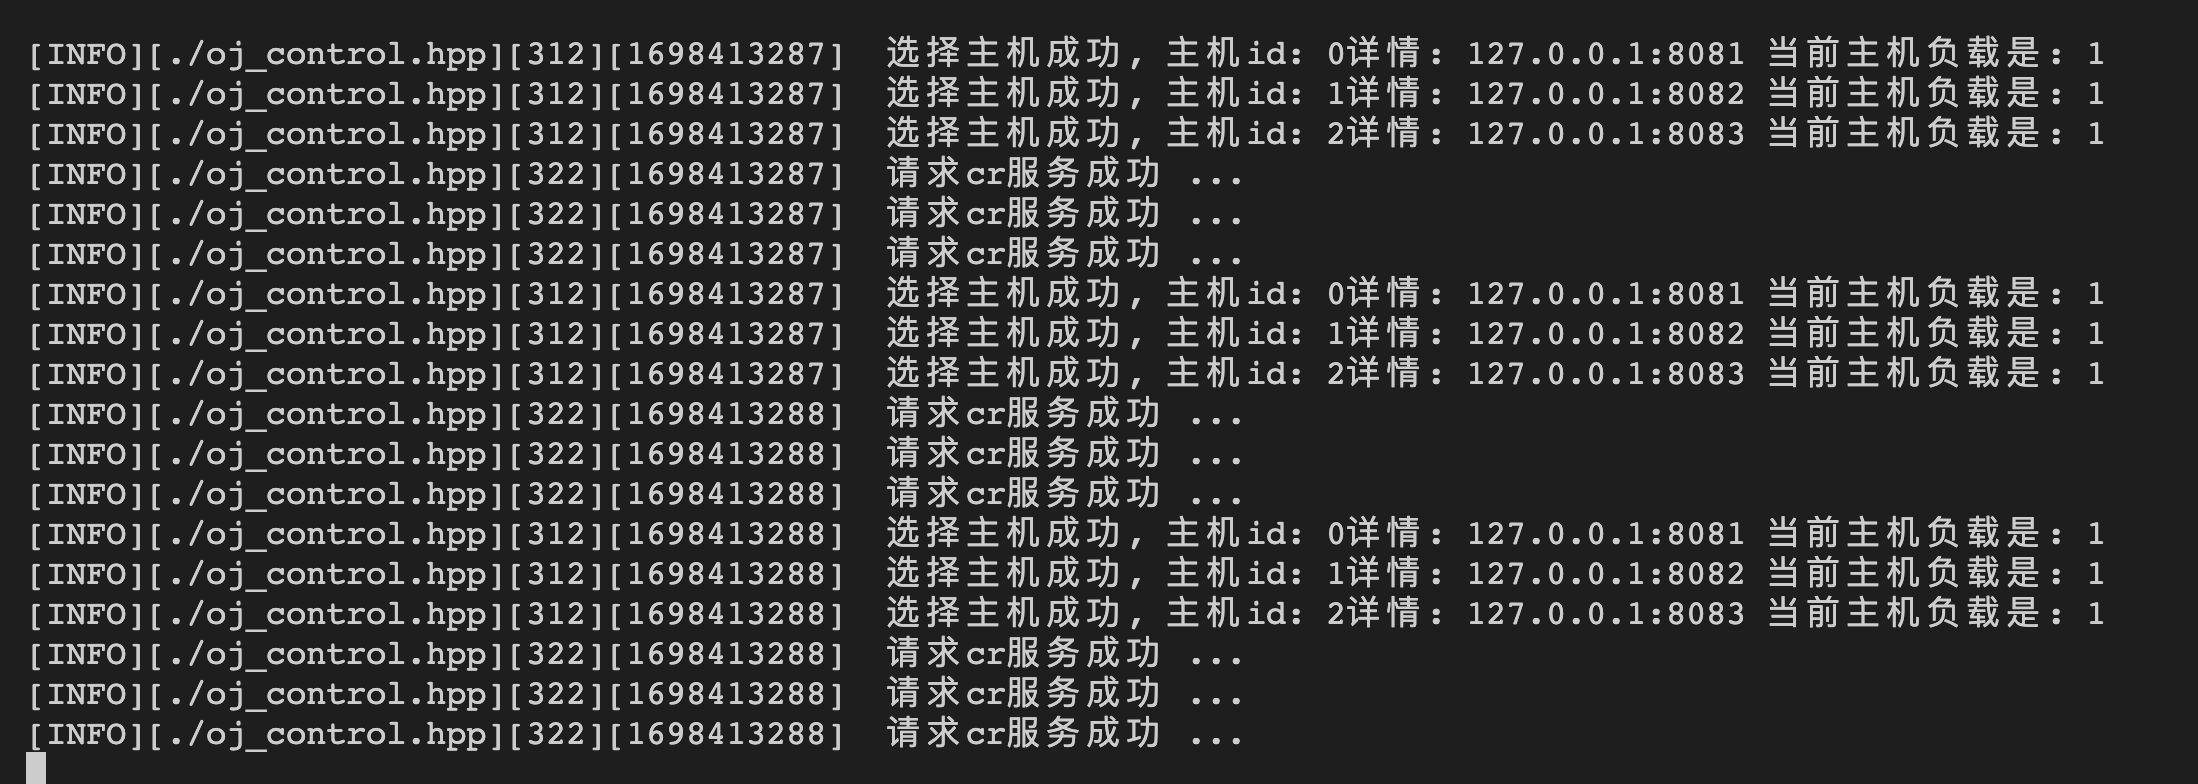 [INFO][./oj_control.hpp][312][1698413287] 选择主机成功, 主机id: 0详情: 127.0.0.1:8081 当前主机负载是: 1
[INFO][./oj_control.hpp][312][1698413287] 选择主机成功, 主机id: 1详情: 127.0.0.1:8082 当前主机负载是: 1
[INFO][./oj_control.hpp][312][1698413287] 选择主机成功, 主机id: 2详情: 127.0.0.1:8083 当前主机负载是: 1
[INFO][./oj_control.hpp][322][1698413287] 请求cr服务成功 ...
[INFO][./oj_control.hpp][322][1698413287] 请求cr服务成功 ...
[INFO][./oj_control.hpp][322][1698413287] 请求cr服务成功 ...
[INFO][./oj_control.hpp][312][1698413287] 选择主机成功, 主机id: 0详情: 127.0.0.1:8081 当前主机负载是: 1
[INFO][./oj_control.hpp][312][1698413287] 选择主机成功, 主机id: 1详情: 127.0.0.1:8082 当前主机负载是: 1
[INFO][./oj_control.hpp][312][1698413287] 选择主机成功, 主机id: 2详情: 127.0.0.1:8083 当前主机负载是: 1
[INFO][./oj_control.hpp][322][1698413288] 请求cr服务成功 ...
[INFO][./oj_control.hpp][322][1698413288] 请求cr服务成功 ...
[INFO][./oj_control.hpp][322][1698413288] 请求cr服务成功 ...
[INFO][./oj_control.hpp][312][1698413288] 选择主机成功, 主机id: 0详情: 127.0.0.1:8081 当前主机负载是: 1
[INFO][./oj_control.hpp][312][1698413288] 选择主机成功, 主机id: 1详情: 127.0.0.1:8082 当前主机负载是: 1
[INFO][./oj_control.hpp][312][1698413288] 选择主机成功, 主机id: 2详情: 127.0.0.1:8083 当前主机负载是: 1
[INFO][./oj_control.hpp][322][1698413288] 请求cr服务成功 ...
[INFO][./oj_control.hpp][322][1698413288] 请求cr服务成功 ...
[INFO][./oj_control.hpp][322][1698413288] 请求cr服务成功 ...